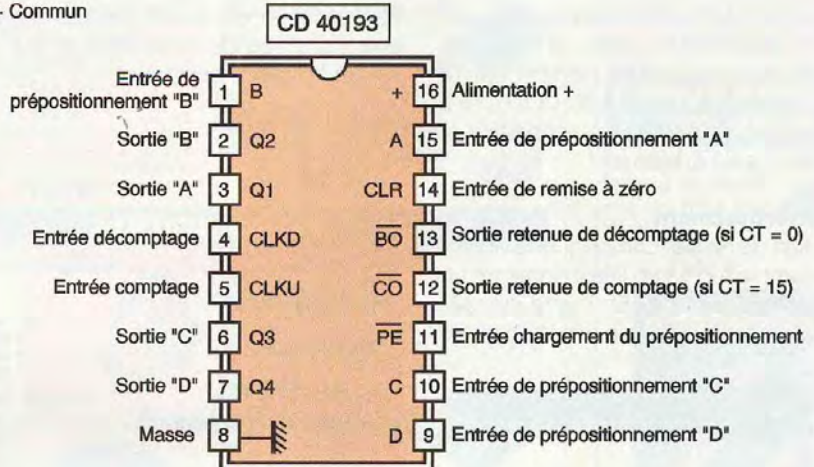 - Commun
CD 40193
Entrée de
prépositionnement "B" 1 B + 16 Alimentation +
Sortie "B" 2 Q2 A 15 Entrée de prépositionnement "A"
Sortie "A" 3 Q1 CLR 14 Entrée de remise à zéro
Entrée décomptage 4 CLKD BO 13 Sortie retenue de décomptage (si CT = 0)
Entrée comptage 5 CLKU CO 12 Sortie retenue de comptage (si CT = 15)
Sortie "C" 6 Q3 PE 11 Entrée chargement du prépositionnement
Sortie "D" 7 Q4 C 10 Entrée de prépositionnement "C"
Masse 8 D 9 Entrée de prépositionnement "D"